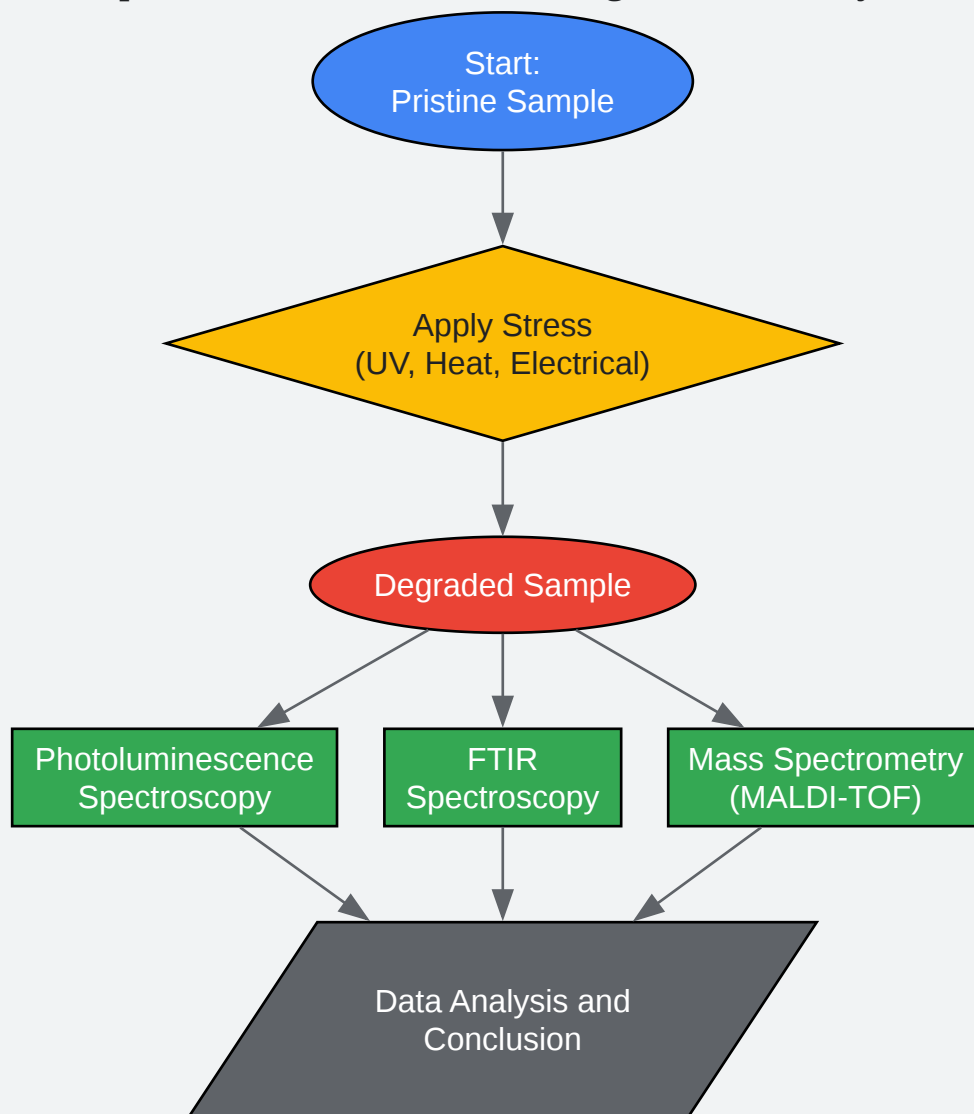 Start:
Pristine Sample
Apply Stress
(UV, Heat, Electrical)
Degraded Sample
Photoluminescence
Spectroscopy
FTIR
Spectroscopy
Mass Spectrometry
(MALDI-TOF)
Data Analysis and
Conclusion